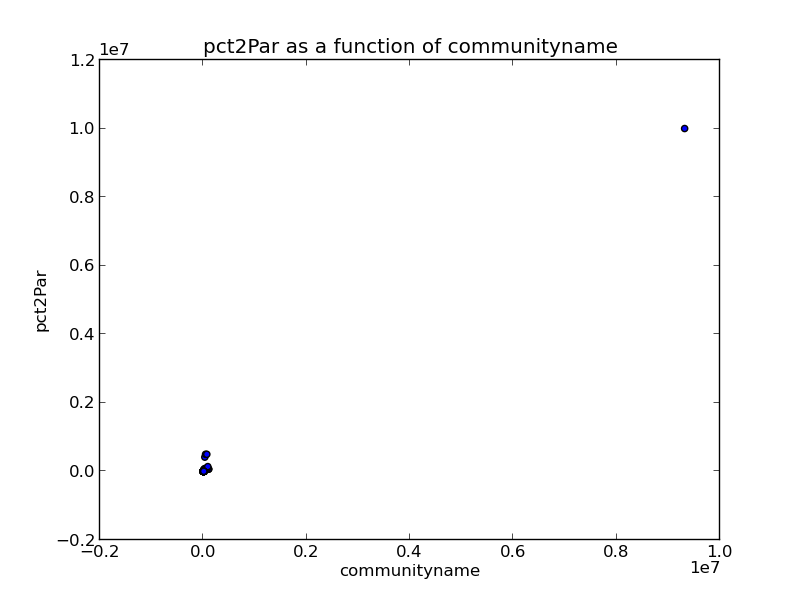 pct2Par as a function of communityname
1e7
1.2
1.0
0.8
0.6
0.4
0.2
0.0
−0.2
pct2Par
−0.2 0.0 0.2 0.4 0.6 0.8 1.0
1e7
communityname